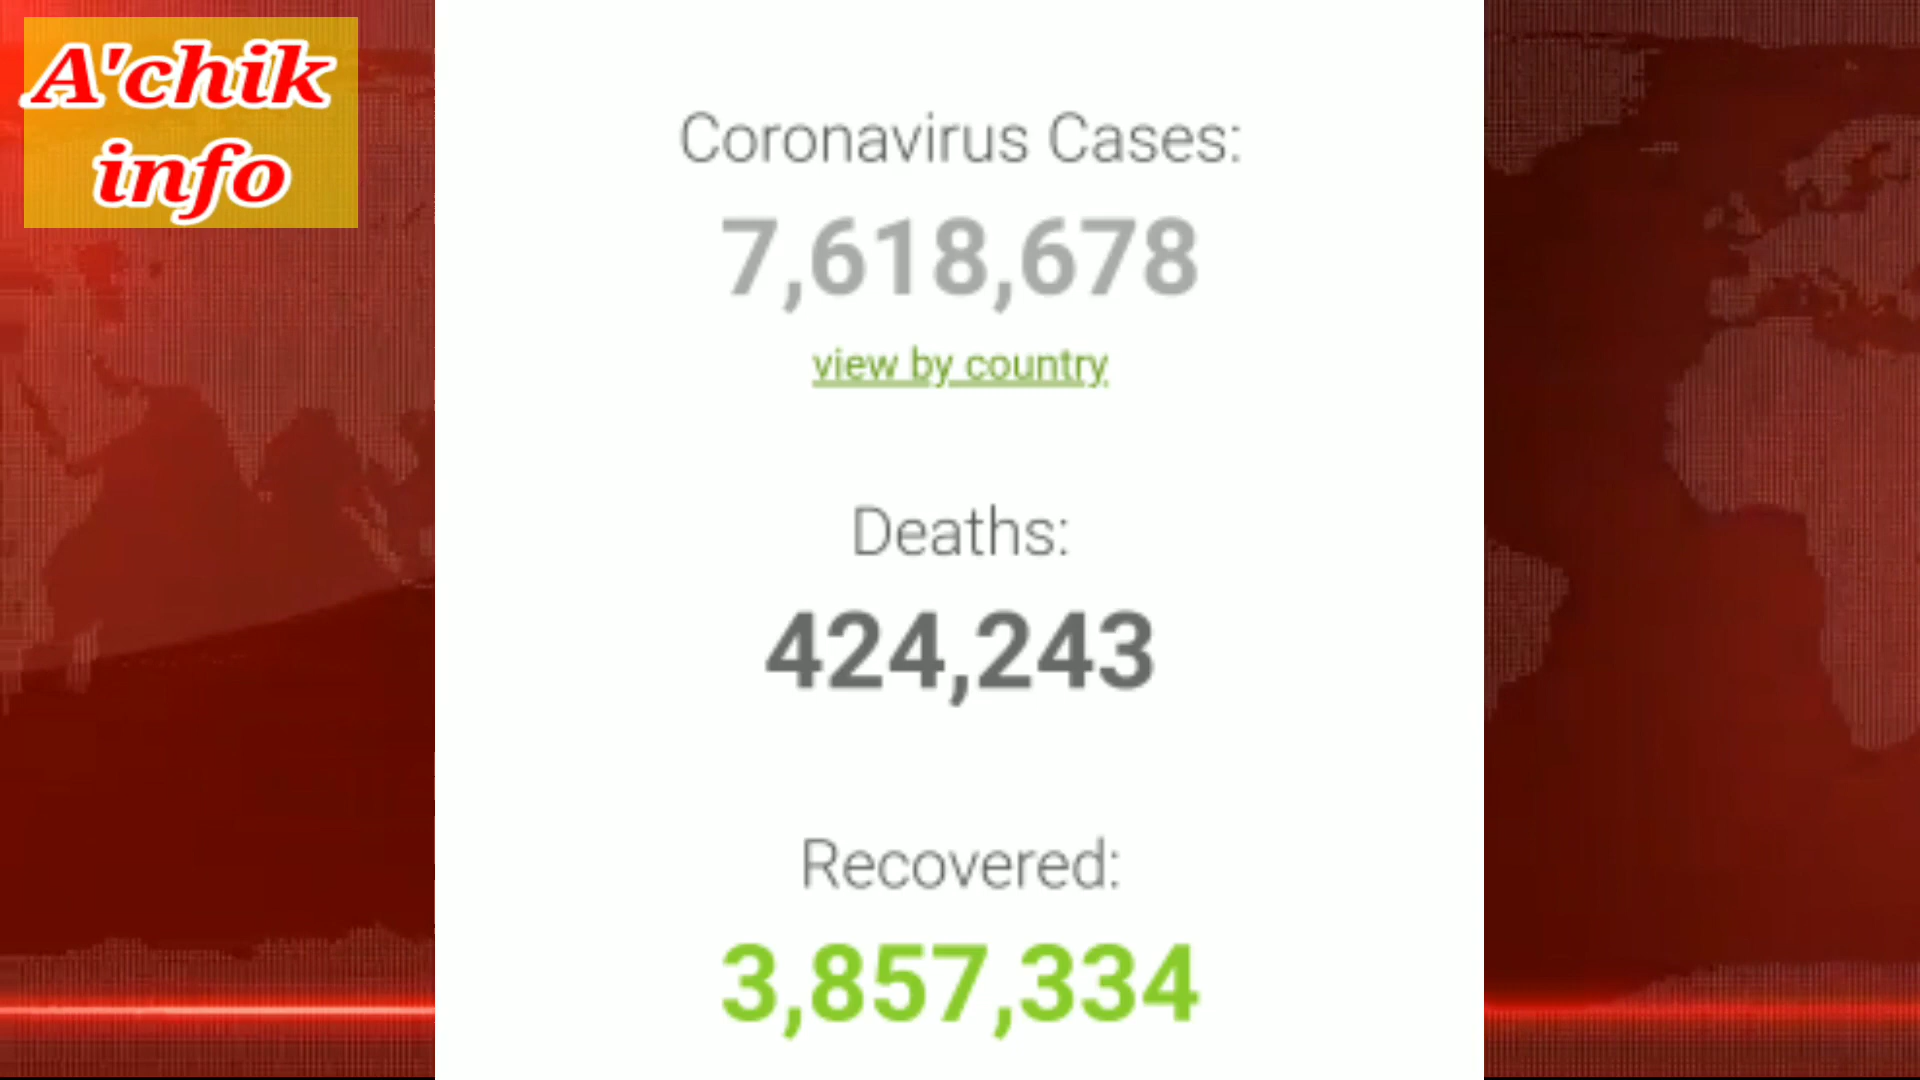 A'chik
info
Coronavirus Cases:
7,618,678
view by country
Deaths:
424,243
Recovered:
3,857,334